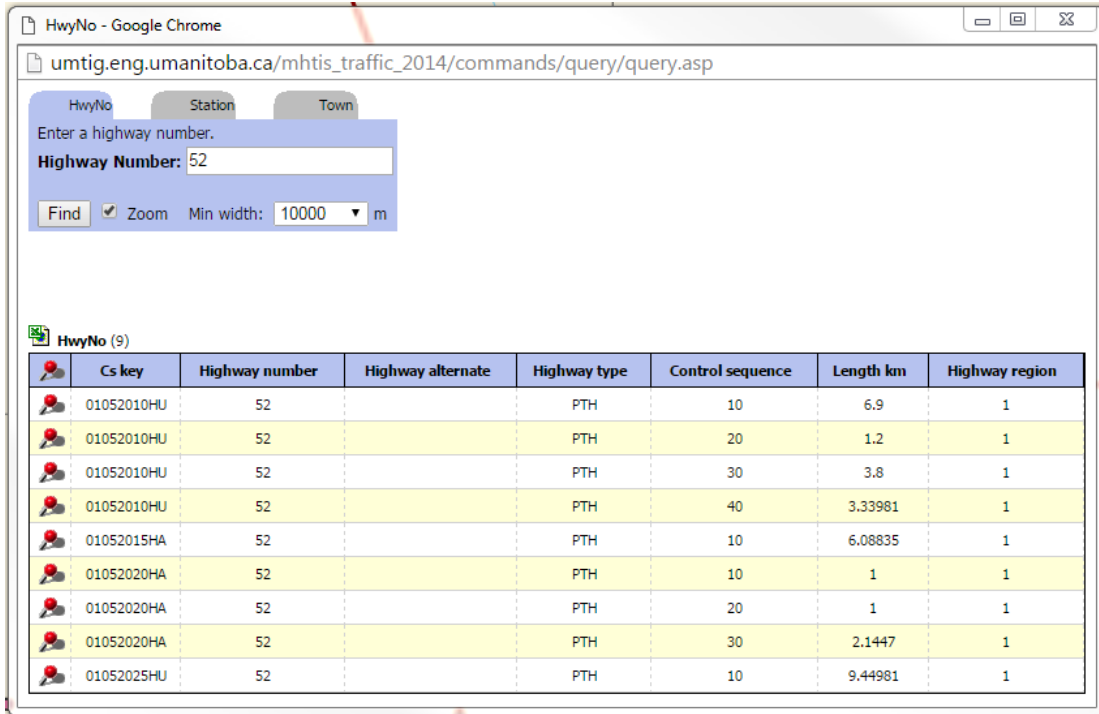 HwyNo - Google Chrome
umtig.eng.umanitoba.ca/mhtis_traffic_2014/commands/query/query.asp
HwyNo Station Town
Enter a highway number.
Highway Number: 52
Find Zoom Min width: 10000 m
HwyNo (9)
Cs key Highway number Highway alternate Highway type Control sequence Length km Highway region
01052010HU 52 PTH 10 6.9 1
01052010HU 52 PTH 20 1.2 1
01052010HU 52 PTH 30 3.8 1
01052010HU 52 PTH 40 3.33981 1
01052015HA 52 PTH 10 6.08835 1
01052020HA 52 PTH 10 1 1
01052020HA 52 PTH 20 1 1
01052020HA 52 PTH 30 2.1447 1
01052025HU 52 PTH 10 9.44981 1